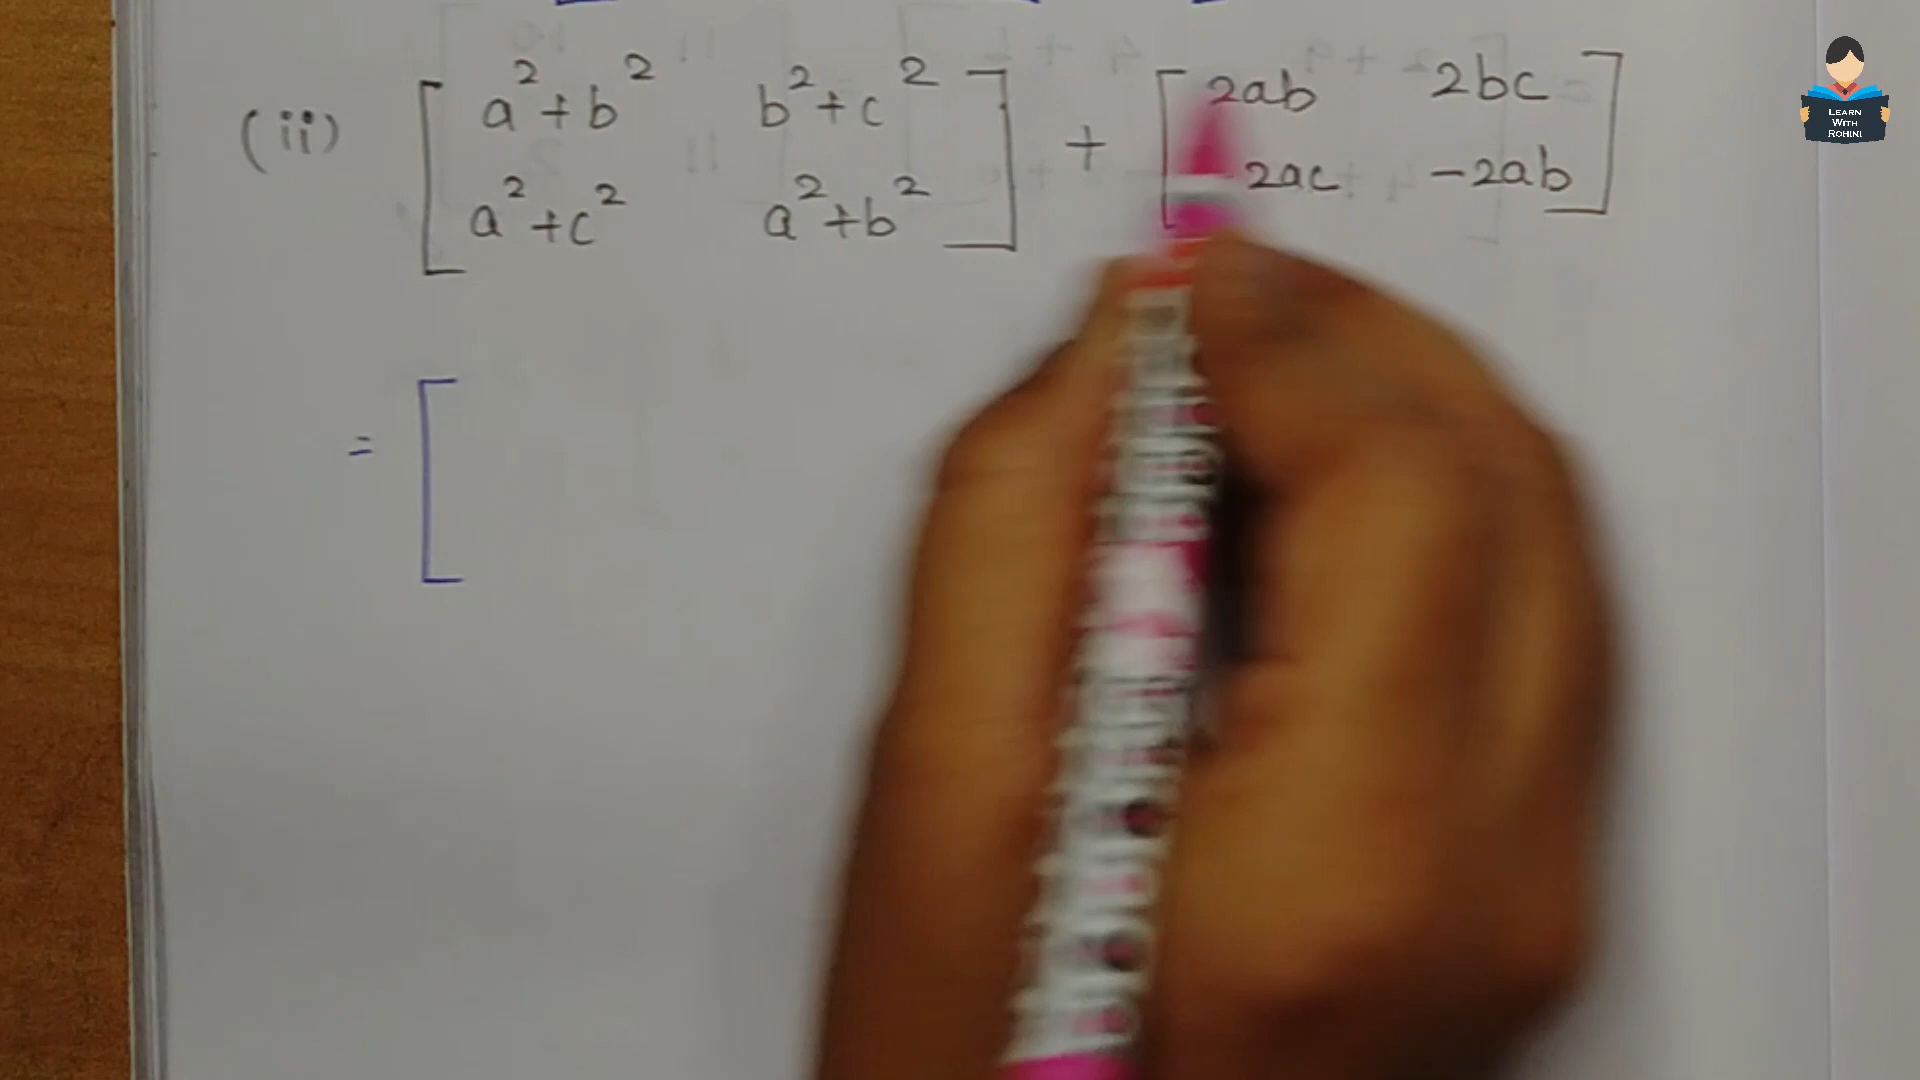 (ii) [ a²+b² b²+c² ] + [ 2ab 2bc ]
[ a²+c² a²+b² ] [ 2ac -2ab ]
= [
LEARN
WITH
ROHINI